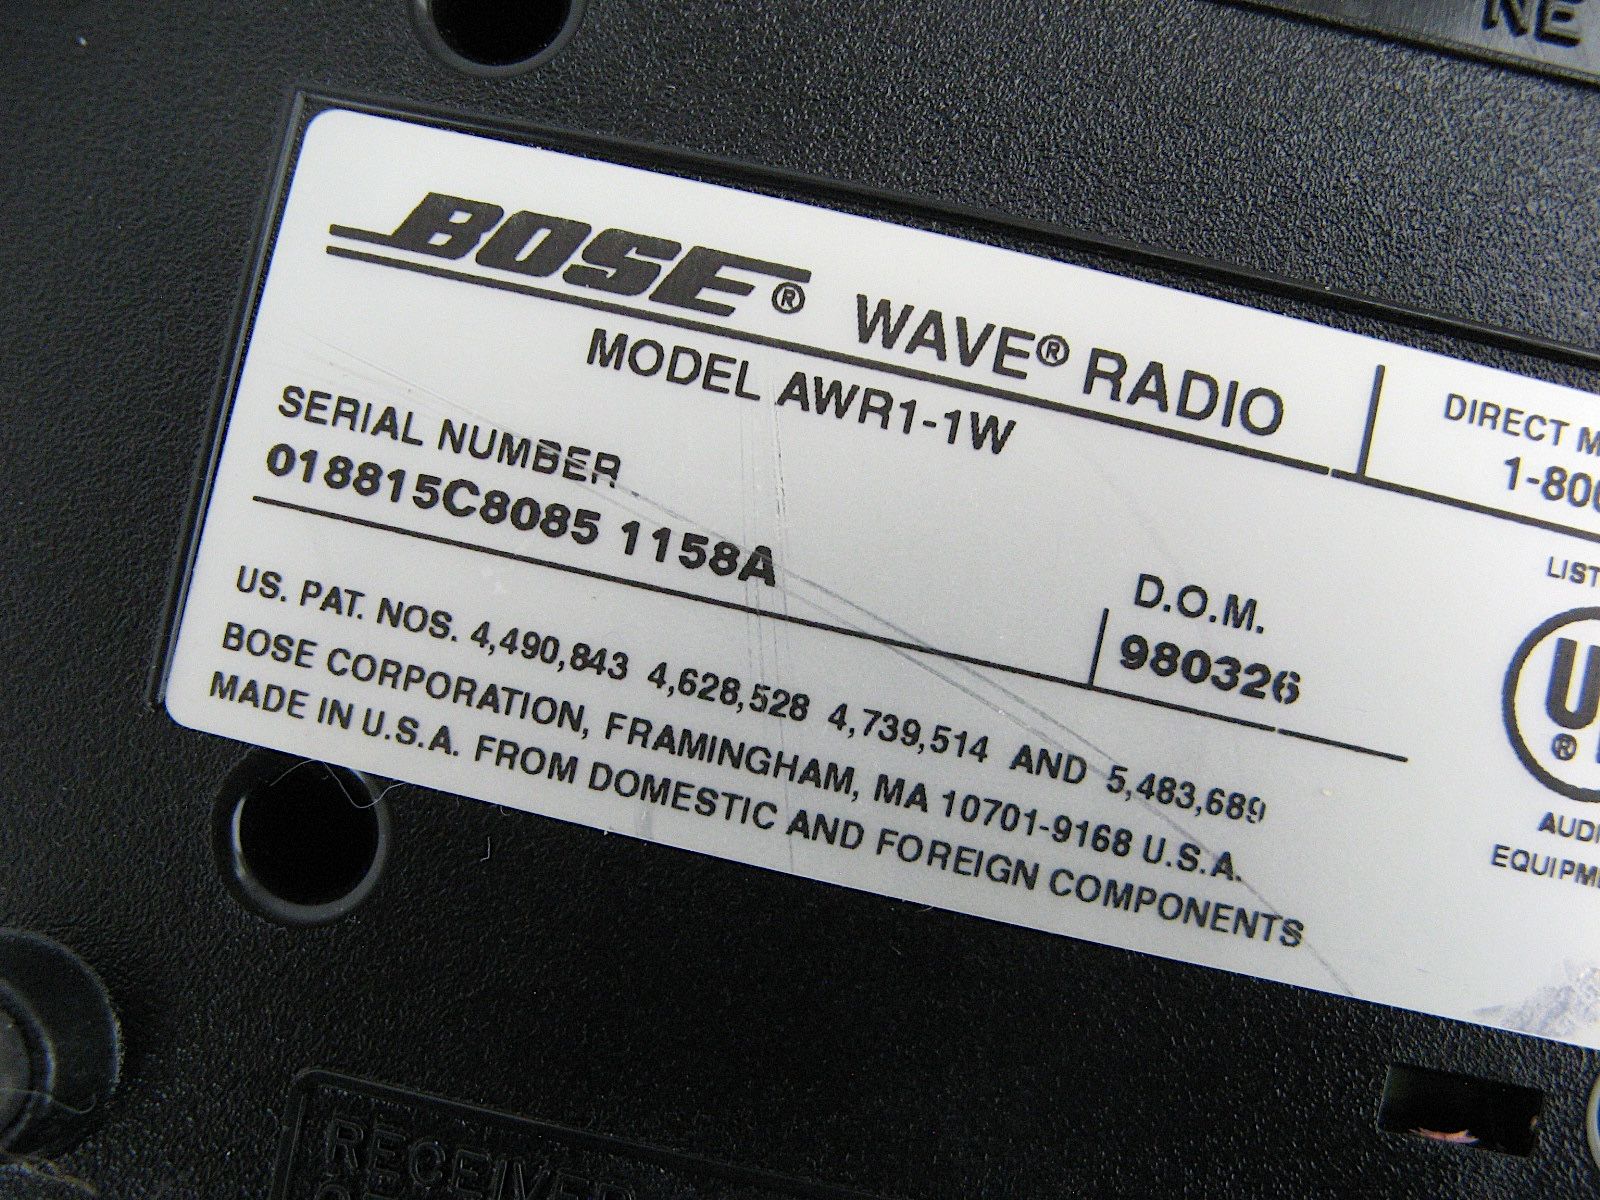 NE
BOSE® WAVE® RADIO
MODEL AWR1-1W
DIRECT
SERIAL NUMBER
018815C8085 1158A
D.O.M.
980326
US. PAT. NOS. 4,490,843 4,628,528 4,739,514 AND 5,483,689
BOSE CORPORATION, FRAMINGHAM, MA 10701-9168 U.S.A.
MADE IN U.S.A. FROM DOMESTIC AND FOREIGN COMPONENTS
1-800
LIST
U
®
AUDI
EQUIPM
RECEIVER